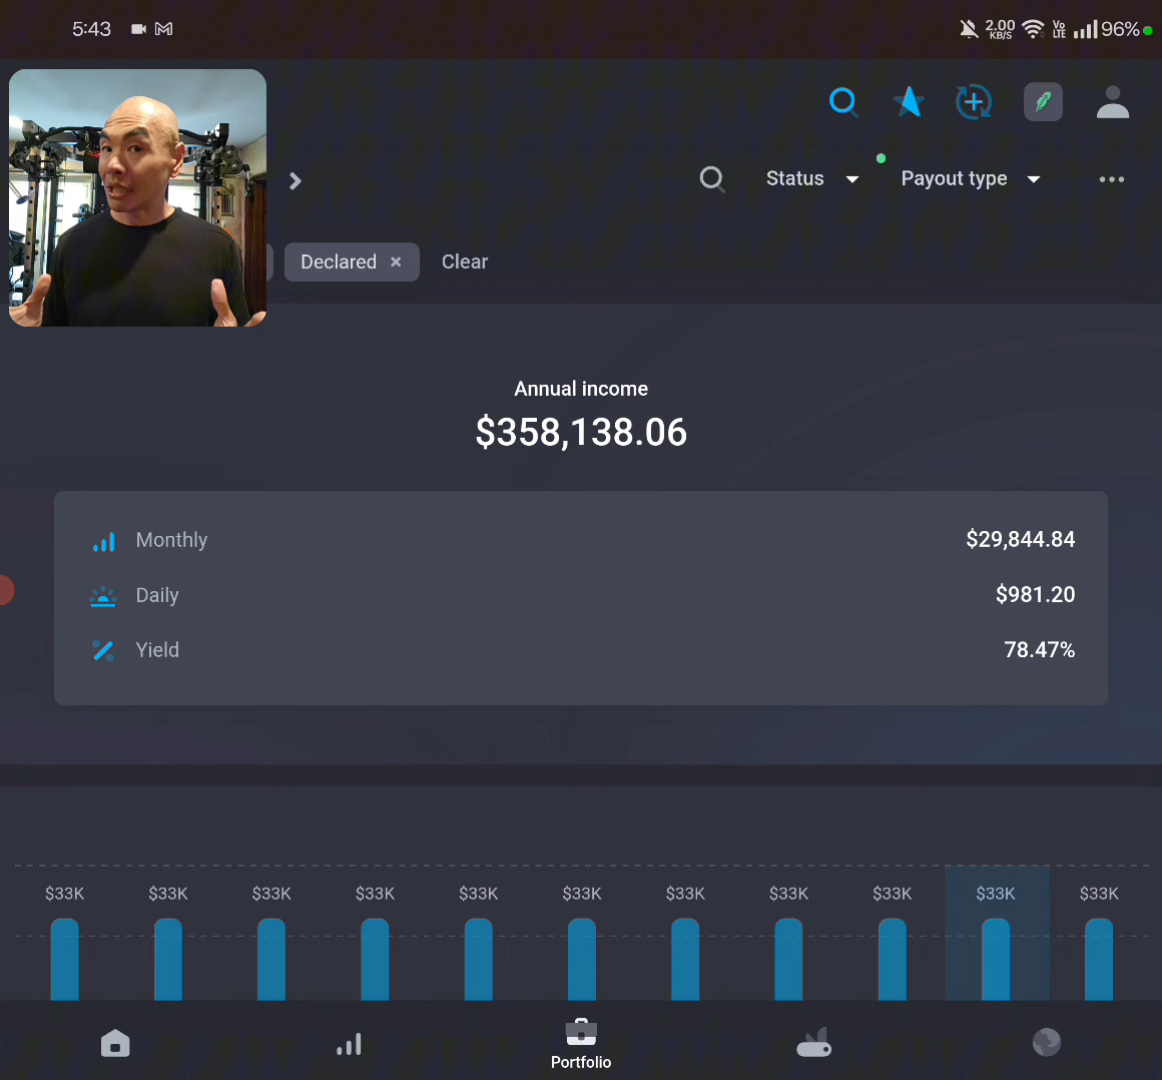 5:43
2.00 KB/S
Vo LTE
96%
Status
Payout type
Declared ×
Clear
Annual income
$358,138.06
Monthly $29,844.84
Daily $981.20
Yield 78.47%
$33K $33K $33K $33K $33K $33K $33K $33K $33K $33K $33K
Portfolio